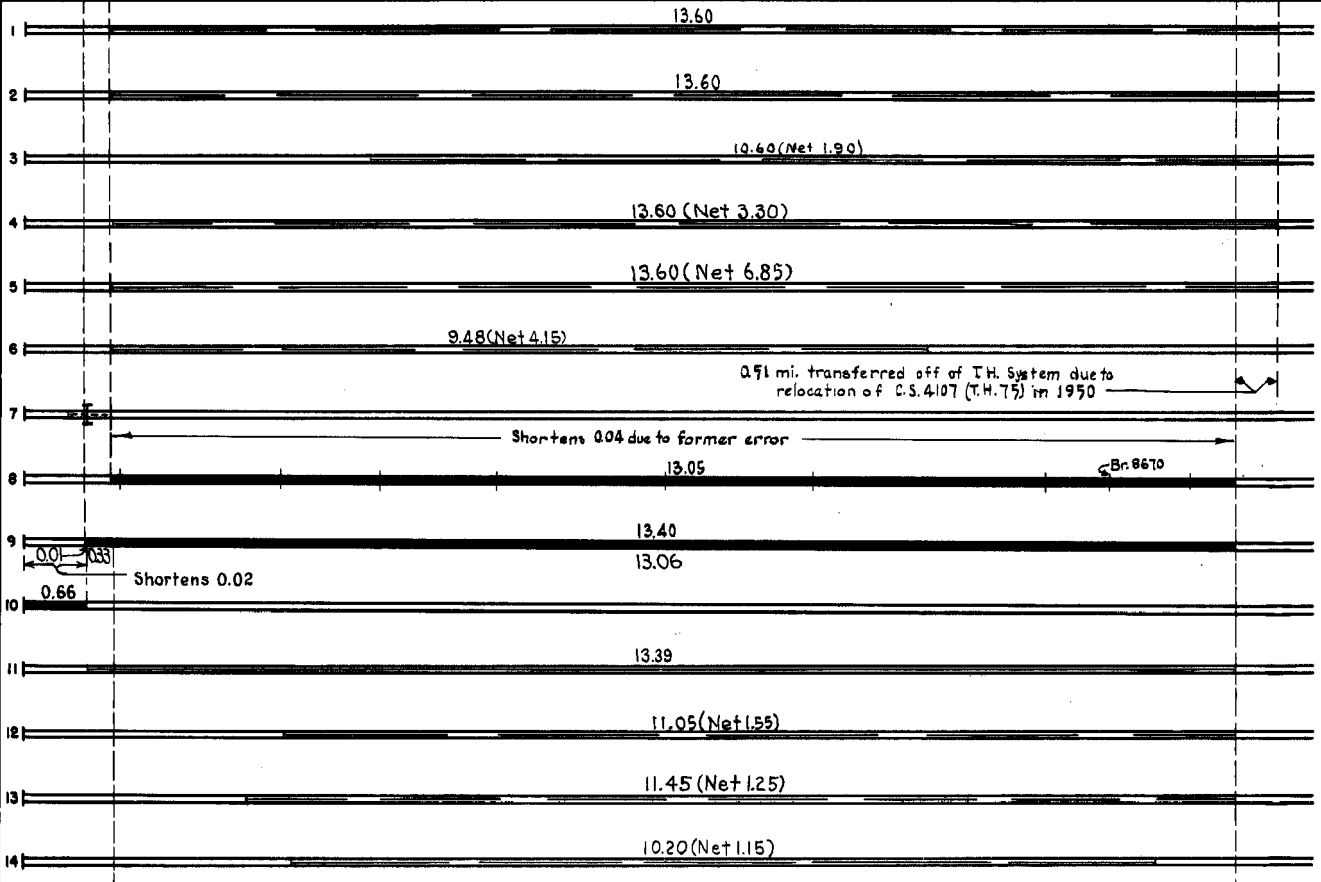 13.60
1
13.60
2
10.60 (Net 1.90)
3
13.60 (Net 3.30)
4
13.60 (Net 6.85)
5
9.48 (Net 4.15)
6
0.51 mi. transferred off of T.H. System due to
relocation of C.S. 4107 (T.H. 75) in 1950
7
Shortens 0.04 due to former error
13.05
Br. 8670
8
13.40
9
0.01 0.33
13.06
Shortens 0.02
0.66
10
13.39
11
11.05 (Net 1.55)
12
11.45 (Net 1.25)
13
10.20 (Net 1.15)
14